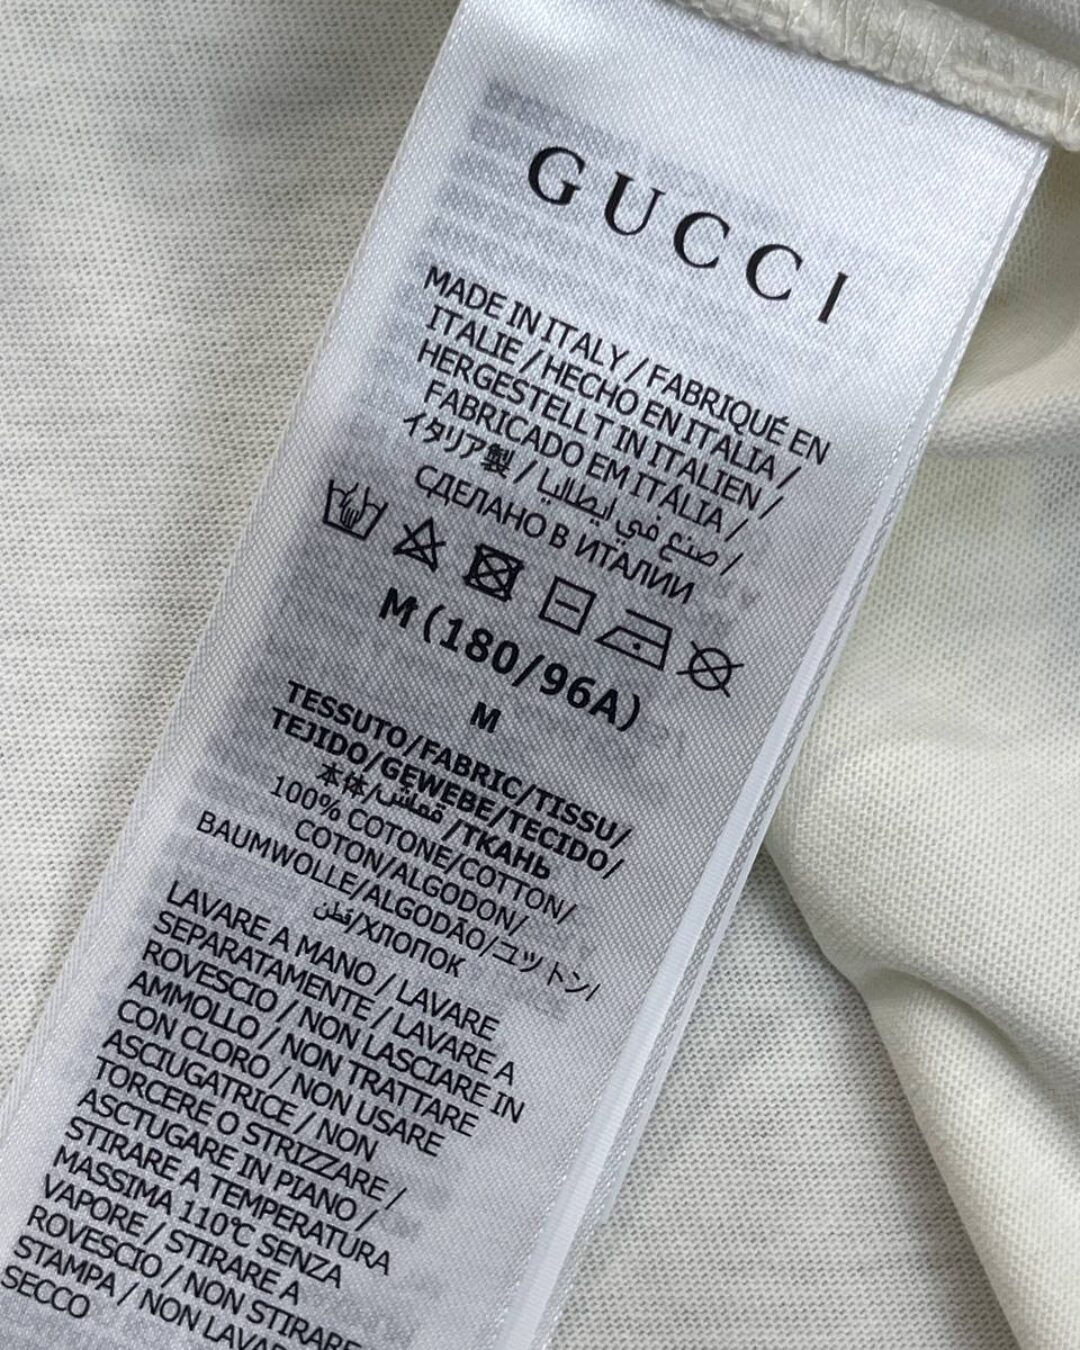 GUCCI
MADE IN ITALY / FABRIQUÉ EN
ITALIE / HECHO EN ITALIA /
HERGESTELLT IN ITALIEN /
FABRICADO EM ITÁLIA /
イタリア製 / صنع في ايطاليا /
СДЕЛАНО В ИТАЛИИ
M (180/96A)
M
TESSUTO/FABRIC/TISSU/
TEJIDO/GEWEBE/TECIDO/
本体/قماش/ТКАНЬ
100% COTONE/COTTON/
COTON/ALGODON/
BAUMWOLLE/ALGODÃO/コツトン/
قطن/ХЛОПОК
LAVARE A MANO / LAVARE
SEPARATAMENTE / LAVARE A
ROVESCIO / NON LASCIARE IN
AMMOLLO / NON TRATTARE
CON CLORO / NON USARE
ASCIUGATRICE / NON
TORCERE O STRIZZARE /
ASCTUGARE IN PIANO /
STIRARE A TEMPERATURA
MASSIMA 110℃ SENZA
VAPORE / STIRARE A
ROVESCIO / NON STIRARE
STAMPA / NON LAVARE
SECCO